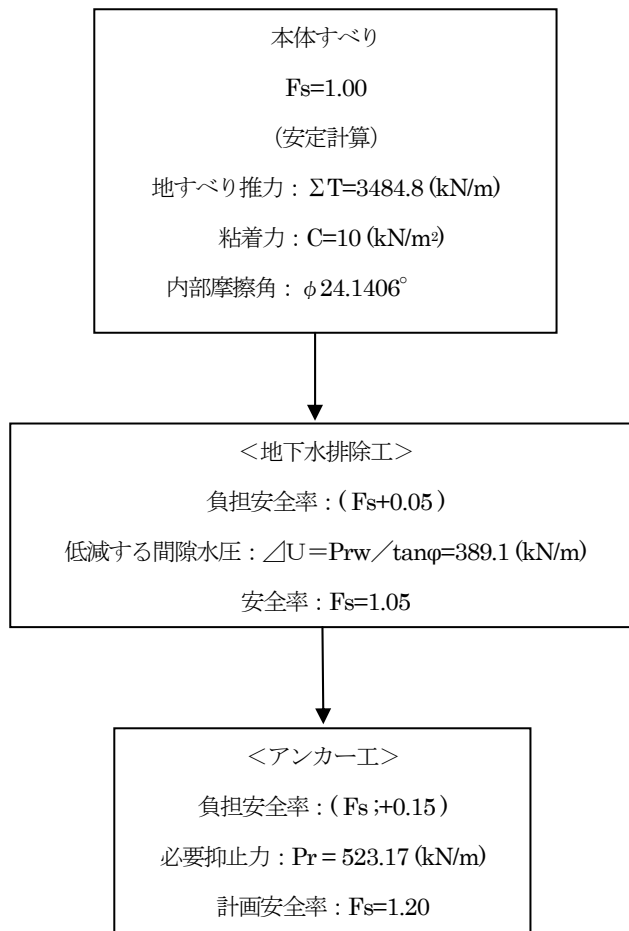 本体すべり
Fs=1.00
(安定計算)
地すべり推力：ΣT=3484.8 (kN/m)
粘着力：C=10 (kN/m²)
内部摩擦角：φ24.1406°
＜地下水排除工＞
負担安全率：( Fs+0.05 )
低減する間隙水圧：⊿U＝Prw／tanφ=389.1 (kN/m)
安全率：Fs=1.05
＜アンカー工＞
負担安全率：( Fs ;+0.15 )
必要抑止力：Pr = 523.17 (kN/m)
計画安全率：Fs=1.20